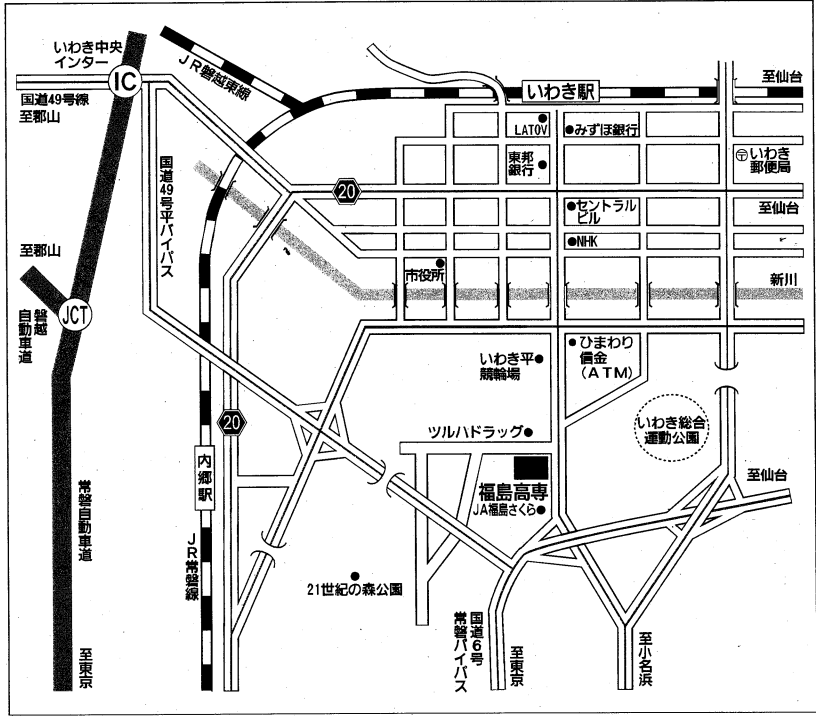 いわき中央
インター
IC
国道49号線
至郡山
JR磐越東線
いわき駅
至仙台
LATOV
みずほ銀行
東邦
銀行
〒いわき
郵便局
国道49号平バイパス
20
セントラル
ビル
至仙台
NHK
市役所
新川
至郡山
JCT
磐越
自動車道
いわき平
競輪場
ひまわり
信金
(ATM)
20
ツルハドラッグ
いわき総合
運動公園
内郷駅
福島高専
JA福島さくら
至仙台
常磐自動車道
JR常磐線
21世紀の森公園
国道6号
常磐バイパス
至東京
至東京
至小名浜